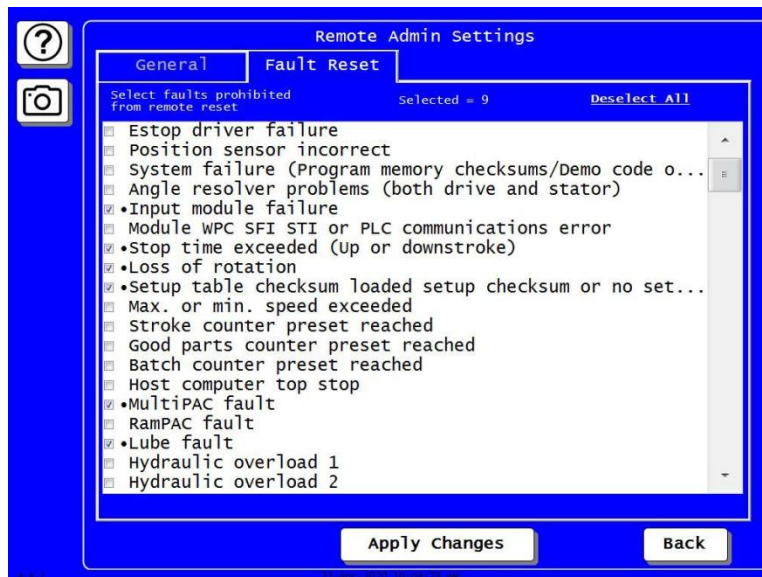 Remote Admin Settings
General
Fault Reset
Select faults prohibited
from remote reset
Selected = 9
Deselect All
Estop driver failure
Position sensor incorrect
System failure (Program memory checksums/Demo code o...
Angle resolver problems (both drive and stator)
•Input module failure
Module WPC SFI STI or PLC communications error
•Stop time exceeded (Up or downstroke)
•Loss of rotation
•Setup table checksum loaded setup checksum or no set...
Max. or min. speed exceeded
Stroke counter preset reached
Good parts counter preset reached
Batch counter preset reached
Host computer top stop
•MultiPAC fault
RamPAC fault
•Lube fault
Hydraulic overload 1
Hydraulic overload 2
Apply Changes
Back